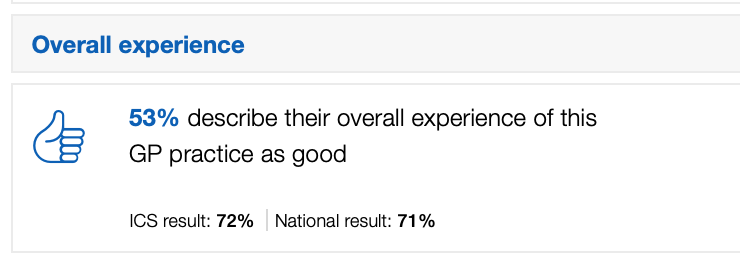 Overall experience
53% describe their overall experience of this
GP practice as good
ICS result: 72% National result: 71%